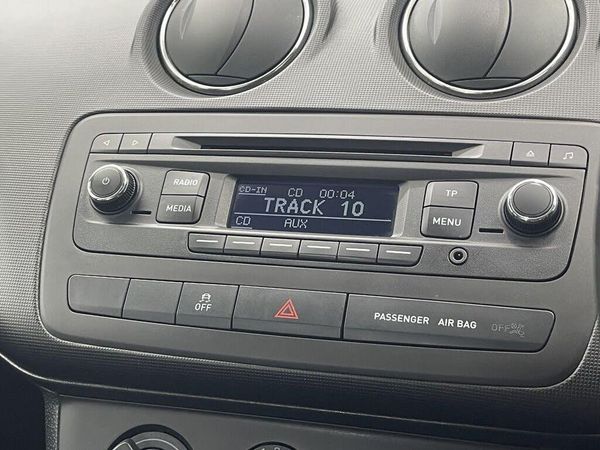 RADIO
MEDIA
CD-IN CD 00:04
TRACK 10
CD AUX
TP
MENU
OFF
PASSENGER AIR BAG OFF